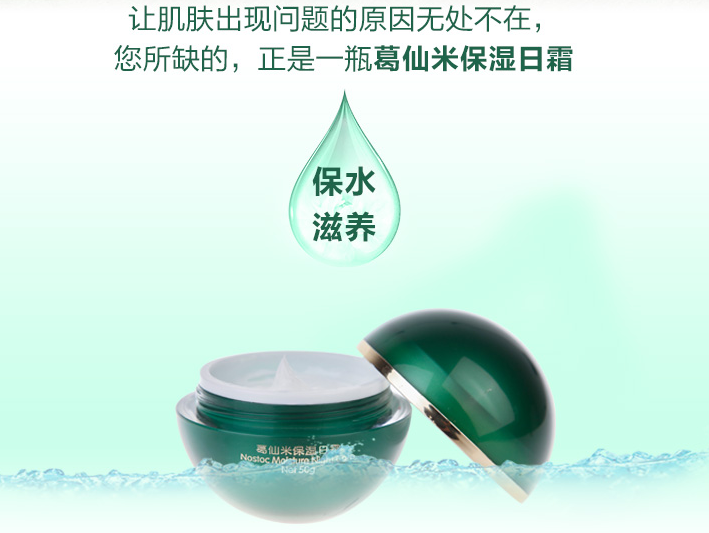 让肌肤出现问题的原因无处不在，
您所缺的，正是一瓶葛仙米保湿日霜
保水
滋养
葛仙米保湿日霜
Nostoc Moisture
Net 50g